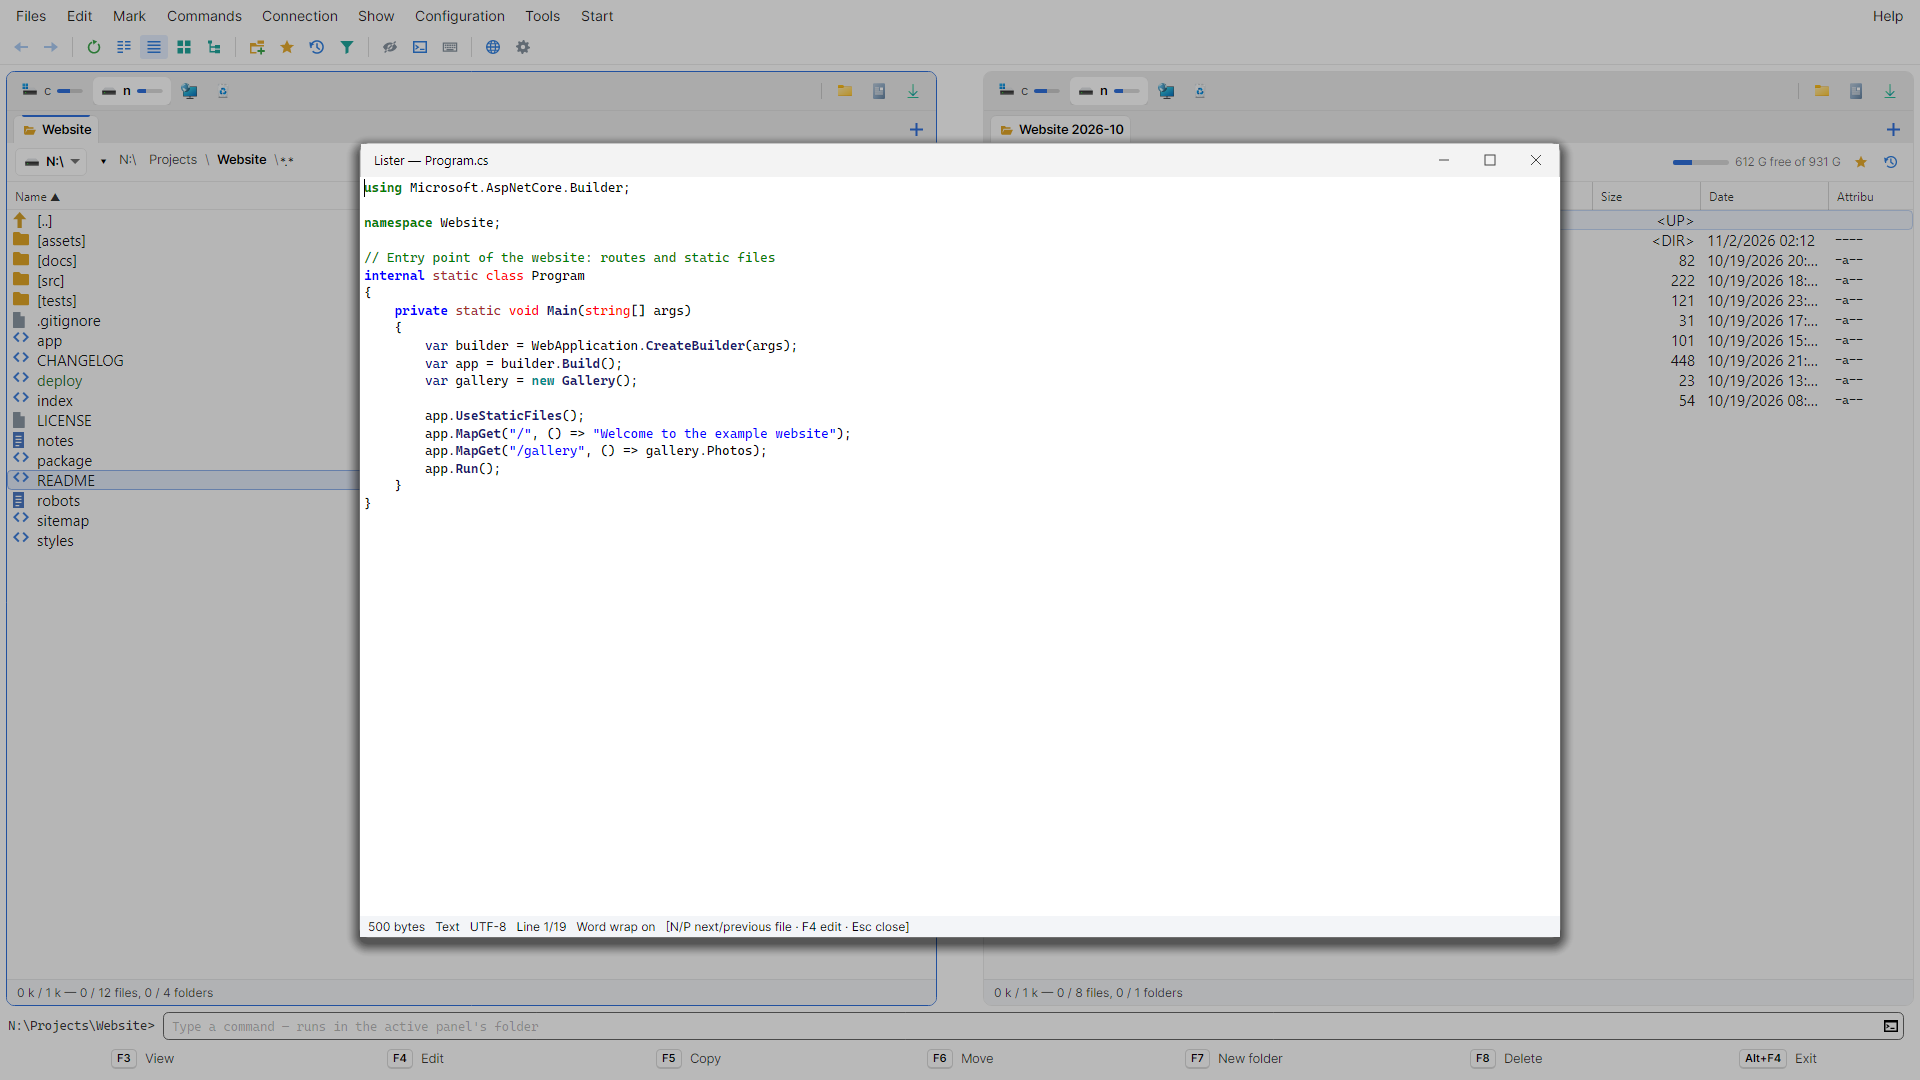 Files Edit Mark Commands Connection Show Configuration Tools Start Help
c n
Website
N:\ N:\ Projects \ Website \*.*
Name
[..]
[assets]
[docs]
[src]
[tests]
.gitignore
app
CHANGELOG
deploy
index
LICENSE
notes
package
README
robots
sitemap
styles
0 k / 1 k — 0 / 12 files, 0 / 4 folders
Lister — Program.cs
using Microsoft.AspNetCore.Builder;
namespace Website;
// Entry point of the website: routes and static files
internal static class Program
{
    private static void Main(string[] args)
    {
        var builder = WebApplication.CreateBuilder(args);
        var app = builder.Build();
        var gallery = new Gallery();
        app.UseStaticFiles();
        app.MapGet("/", () => "Welcome to the example website");
        app.MapGet("/gallery", () => gallery.Photos);
        app.Run();
    }
}
500 bytes Text UTF-8 Line 1/19 Word wrap on [N/P next/previous file · F4 edit · Esc close]
c n
Website 2026-10
612 G free of 931 G
Size Date Attribu
<UP>
<DIR> 11/2/2026 02:12 ----
82 10/19/2026 20:... -a--
222 10/19/2026 18:... -a--
121 10/19/2026 23:... -a--
31 10/19/2026 17:... -a--
101 10/19/2026 15:... -a--
448 10/19/2026 21:... -a--
23 10/19/2026 13:... -a--
54 10/19/2026 08:... -a--
0 k / 1 k — 0 / 8 files, 0 / 1 folders
N:\Projects\Website> Type a command — runs in the active panel's folder
F3 View F4 Edit F5 Copy F6 Move F7 New folder F8 Delete Alt+F4 Exit